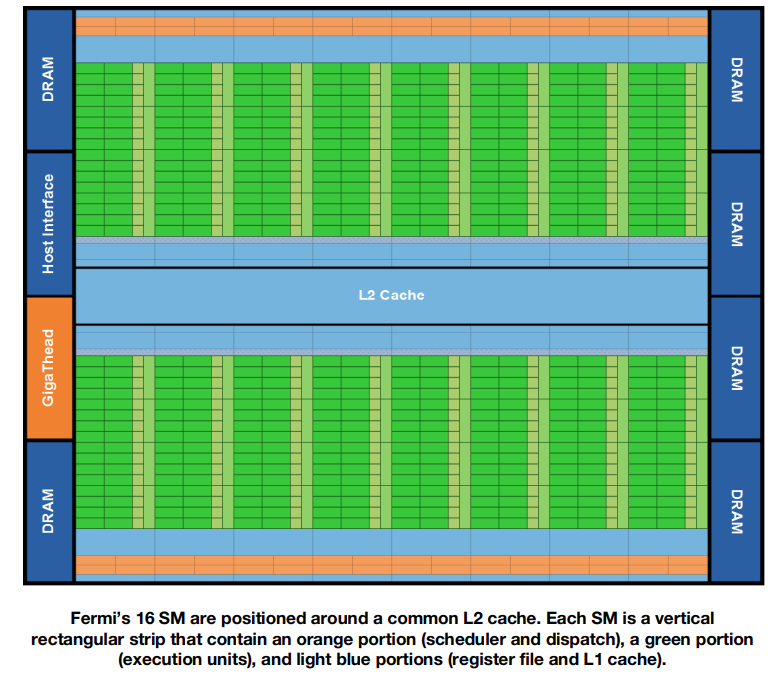 DRAM
Host Interface
GigaThead
DRAM
L2 Cache
DRAM
DRAM
DRAM
DRAM
Fermi's 16 SM are positioned around a common L2 cache. Each SM is a vertical
rectangular strip that contain an orange portion (scheduler and dispatch), a green portion
(execution units), and light blue portions (register file and L1 cache).